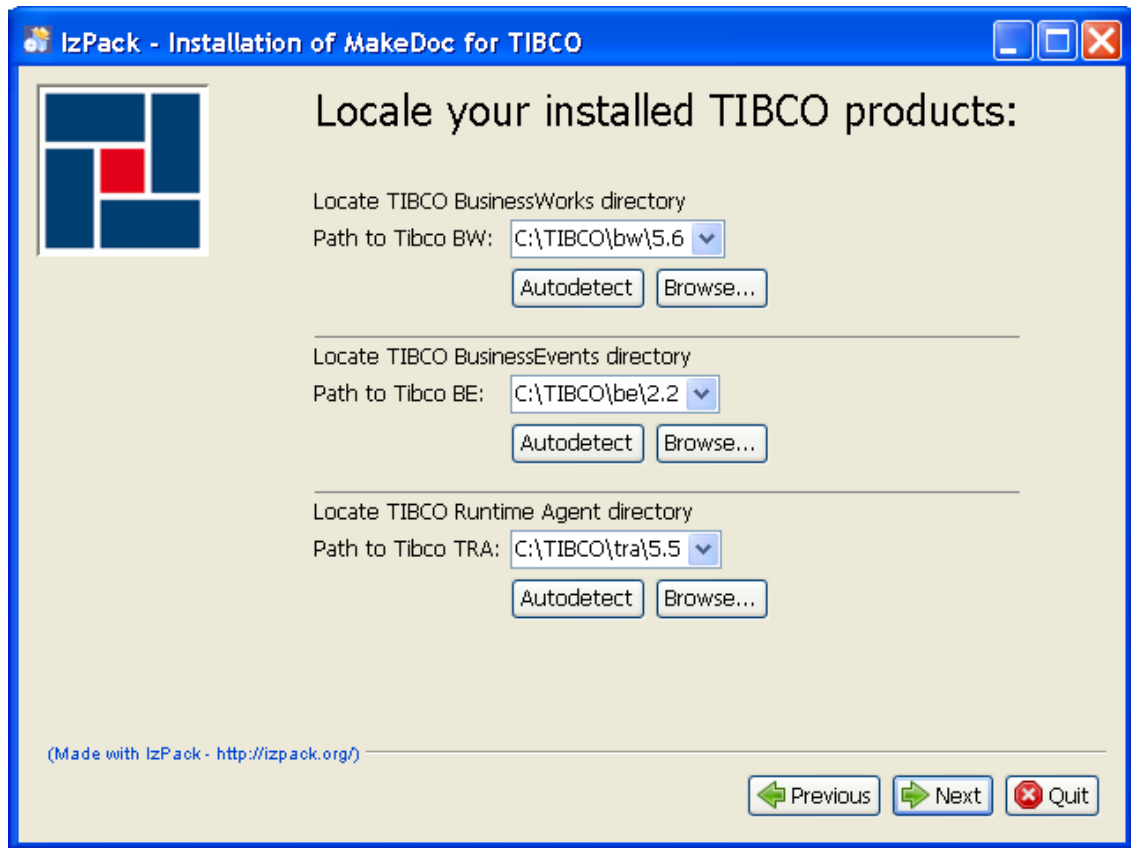 IzPack - Installation of MakeDoc for TIBCO
Locale your installed TIBCO products:
Locate TIBCO BusinessWorks directory
Path to Tibco BW: C:\TIBCO\bw\5.6
Autodetect Browse...
Locate TIBCO BusinessEvents directory
Path to Tibco BE: C:\TIBCO\be\2.2
Autodetect Browse...
Locate TIBCO Runtime Agent directory
Path to Tibco TRA: C:\TIBCO\tra\5.5
Autodetect Browse...
(Made with IzPack - http://izpack.org/)
Previous Next Quit